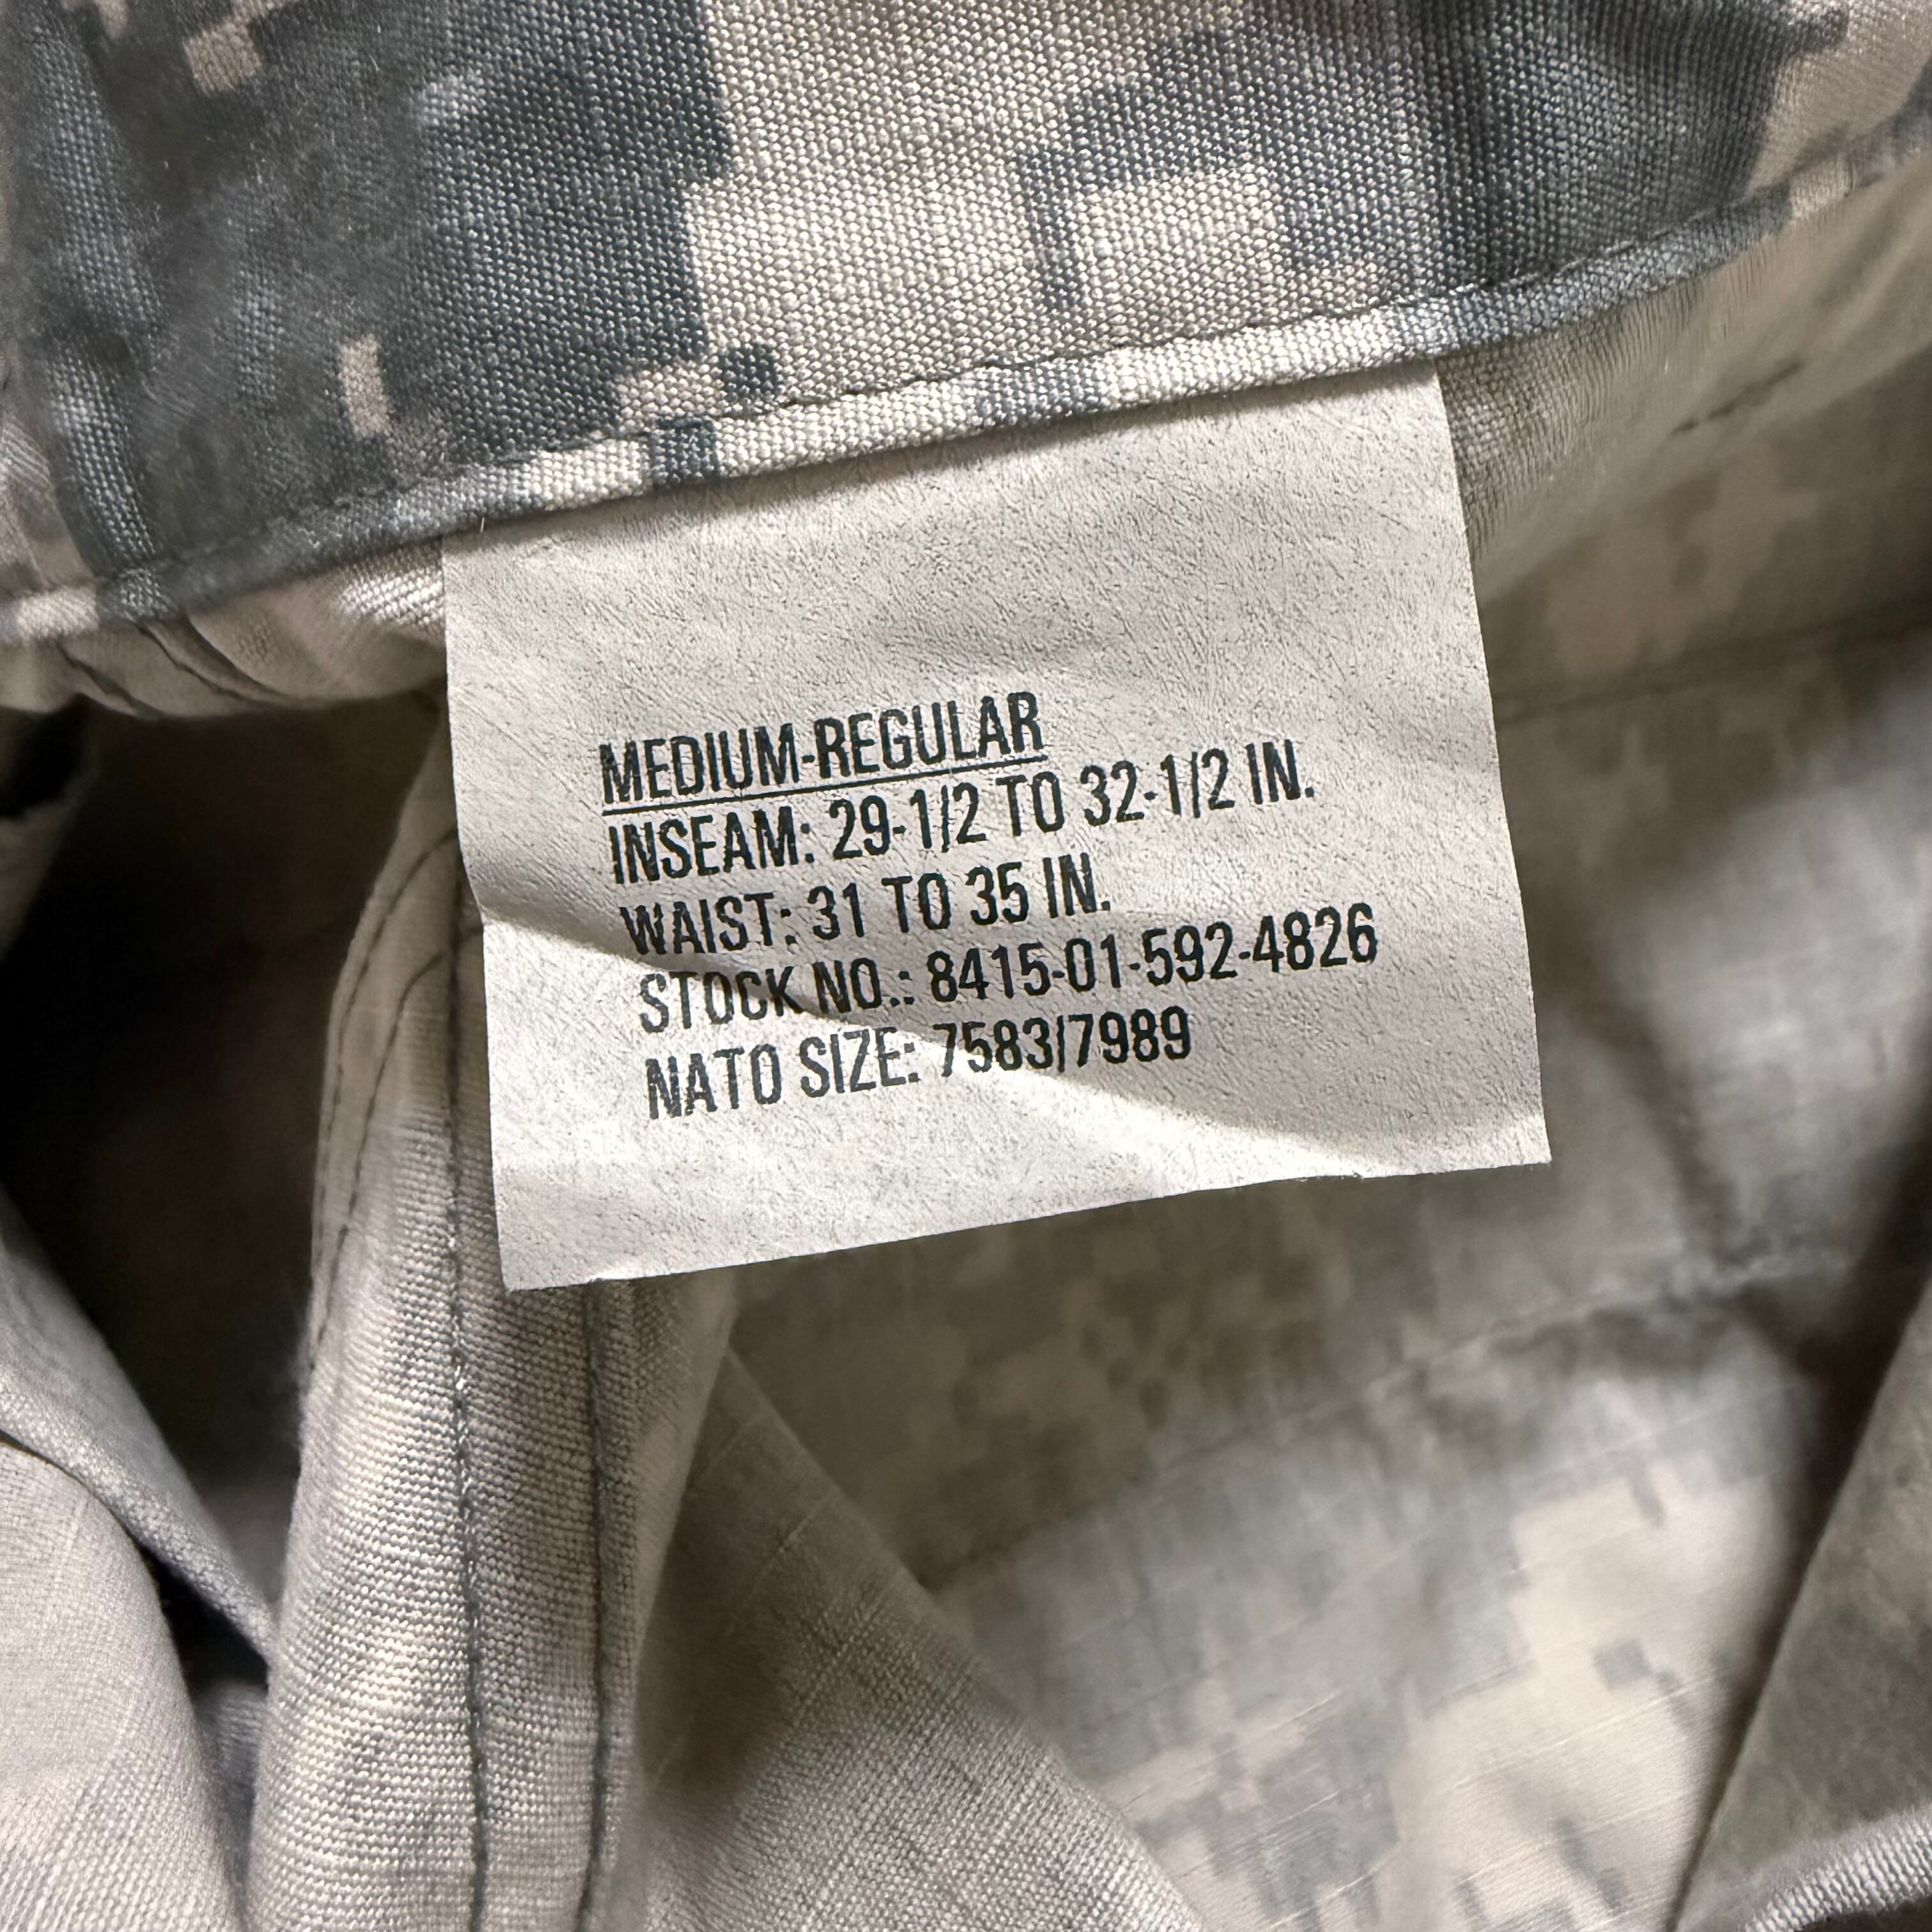 MEDIUM-REGULAR
INSEAM: 29-1/2 TO 32-1/2 IN.
WAIST: 31 TO 35 IN.
STOCK NO.: 8415-01-592-4826
NATO SIZE: 7583/7989